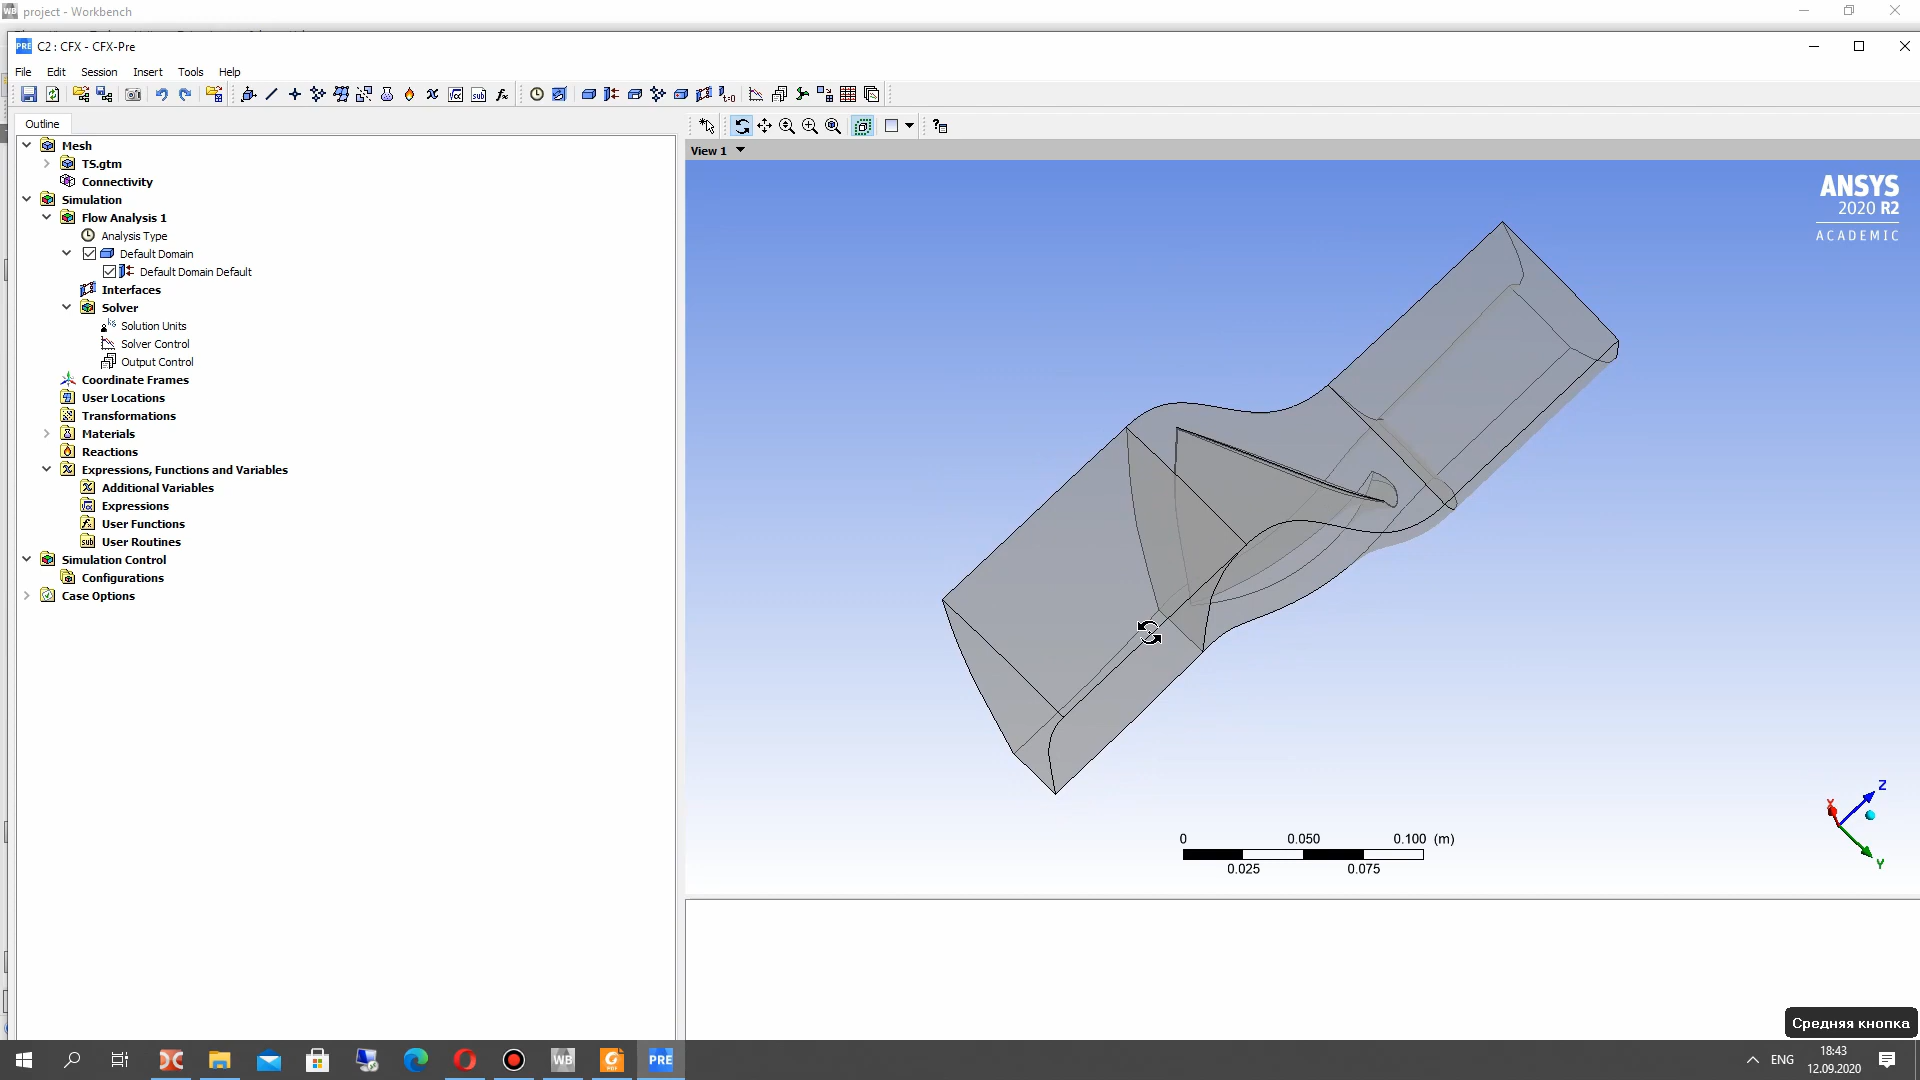 project - Workbench
C2 : CFX - CFX-Pre
File Edit Session Insert Tools Help
Outline
Mesh
TS.gtm
Connectivity
Simulation
Flow Analysis 1
Analysis Type
Default Domain
Default Domain Default
Interfaces
Solver
Solution Units
Solver Control
Output Control
Coordinate Frames
User Locations
Transformations
Materials
Reactions
Expressions, Functions and Variables
Additional Variables
Expressions
User Functions
User Routines
Simulation Control
Configurations
Case Options
View 1
ANSYS
2020 R2
ACADEMIC
0 0.050 0.100 (m)
0.025 0.075
X
Z
Y
Средняя кнопка
WB
PRE
ENG
18:43
12.09.2020